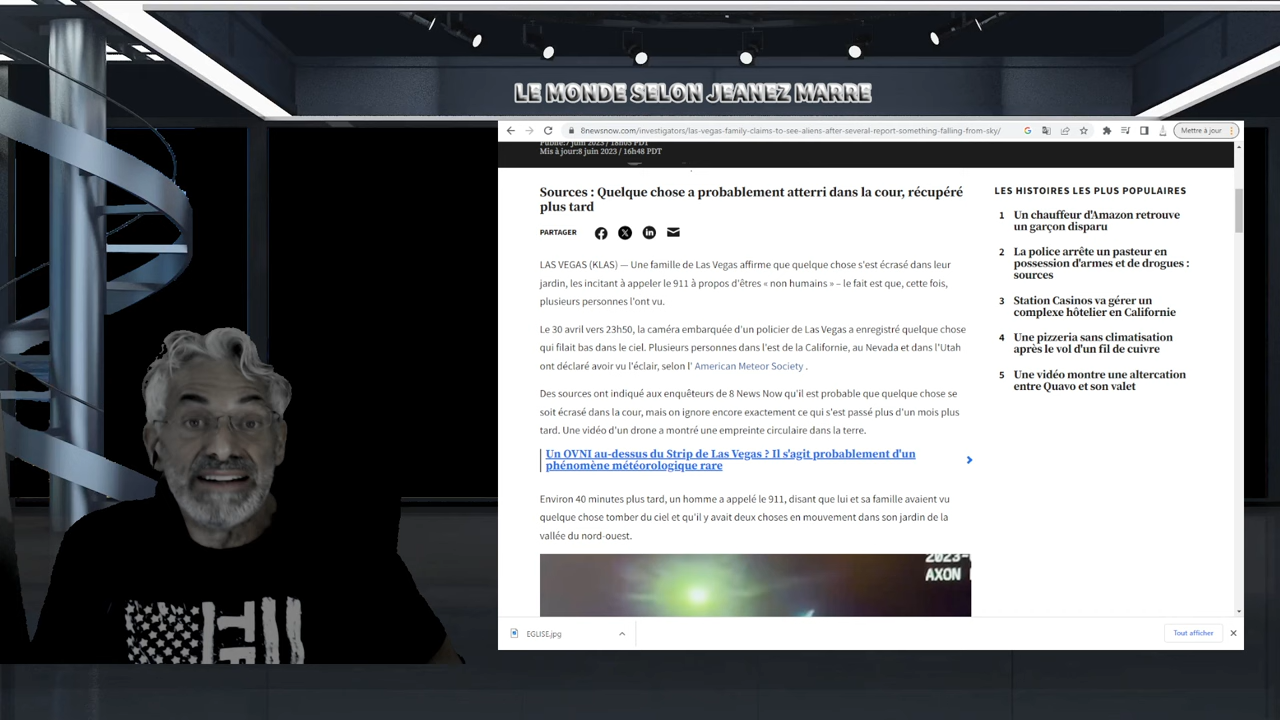 LE MONDE SELON JEANEZ MARRE
8newsnow.com/investigators/las-vegas-family-claims-to-see-aliens-after-several-report-something-falling-from-sky/
Mettre à jour
Publié:7 juin 2023 / 18h05 PDT
Mis à jour:8 juin 2023 / 16h48 PDT
Sources : Quelque chose a probablement atterri dans la cour, récupéré
plus tard
PARTAGER
LAS VEGAS (KLAS) — Une famille de Las Vegas affirme que quelque chose s'est écrasé dans leur
jardin, les incitant à appeler le 911 à propos d'êtres « non humains » – le fait est que, cette fois,
plusieurs personnes l'ont vu.
Le 30 avril vers 23h50, la caméra embarquée d'un policier de Las Vegas a enregistré quelque chose
qui filait bas dans le ciel. Plusieurs personnes dans l'est de la Californie, au Nevada et dans l'Utah
ont déclaré avoir vu l'éclair, selon l' American Meteor Society .
Des sources ont indiqué aux enquêteurs de 8 News Now qu'il est probable que quelque chose se
soit écrasé dans la cour, mais on ignore encore exactement ce qui s'est passé plus d'un mois plus
tard. Une vidéo d'un drone a montré une empreinte circulaire dans la terre.
Un OVNI au-dessus du Strip de Las Vegas ? Il s'agit probablement d'un
phénomène météorologique rare
Environ 40 minutes plus tard, un homme a appelé le 911, disant que lui et sa famille avaient vu
quelque chose tomber du ciel et qu'il y avait deux choses en mouvement dans son jardin de la
vallée du nord-ouest.
2023-
AXON
LES HISTOIRES LES PLUS POPULAIRES
1 Un chauffeur d'Amazon retrouve
un garçon disparu
2 La police arrête un pasteur en
possession d'armes et de drogues :
sources
3 Station Casinos va gérer un
complexe hôtelier en Californie
4 Une pizzeria sans climatisation
après le vol d'un fil de cuivre
5 Une vidéo montre une altercation
entre Quavo et son valet
EGLISE.jpg
Tout afficher